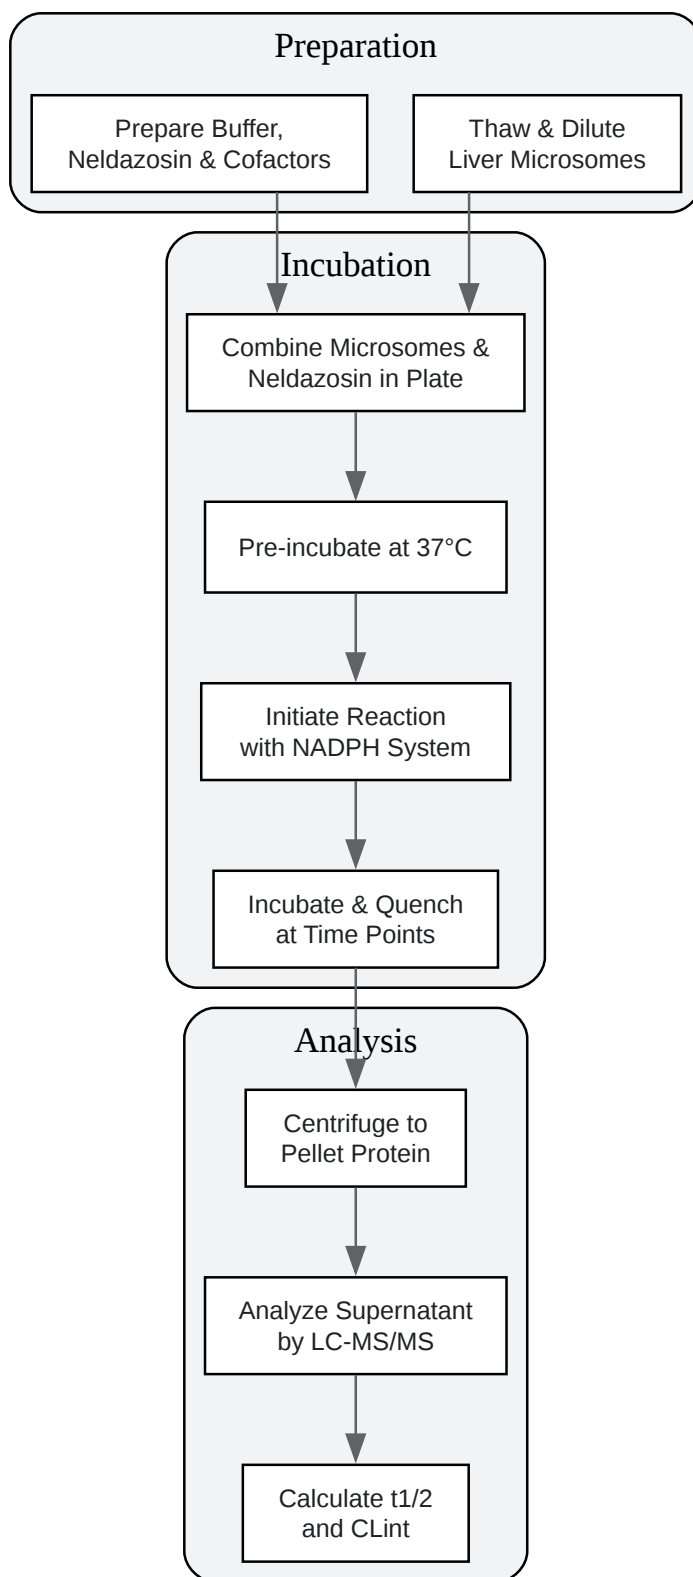 Preparation
Prepare Buffer,
Neldazosin & Cofactors
Thaw & Dilute
Liver Microsomes
Incubation
Combine Microsomes &
Neldazosin in Plate
Pre-incubate at 37°C
Initiate Reaction
with NADPH System
Incubate & Quench
at Time Points
Analysis
Centrifuge to
Pellet Protein
Analyze Supernatant
by LC-MS/MS
Calculate t1/2
and CLint